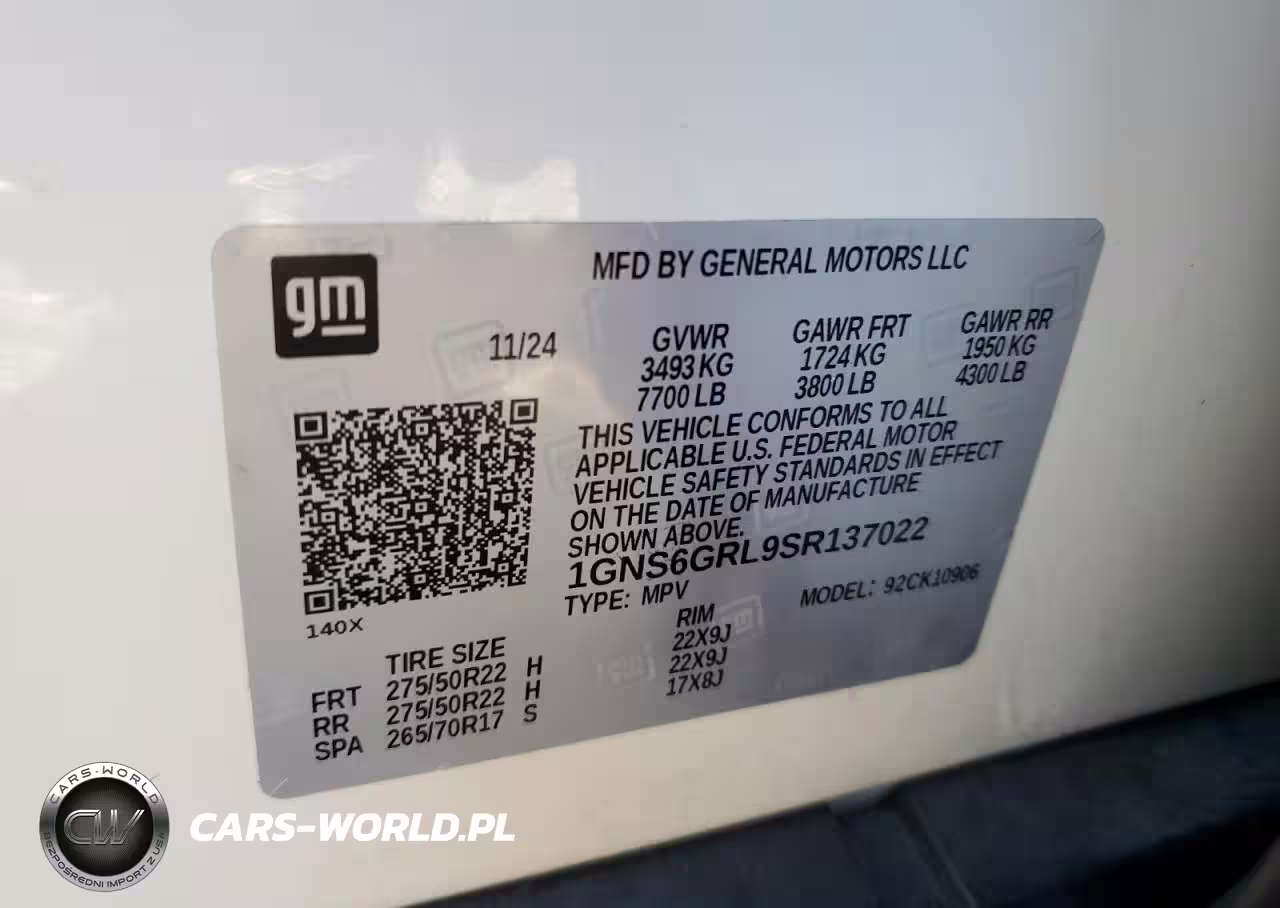 gm
MFD BY GENERAL MOTORS LLC
11/24
GVWR GAWR FRT GAWR RR
3493 KG 1724 KG 1950 KG
7700 LB 3800 LB 4300 LB
THIS VEHICLE CONFORMS TO ALL
APPLICABLE U.S. FEDERAL MOTOR
VEHICLE SAFETY STANDARDS IN EFFECT
ON THE DATE OF MANUFACTURE
SHOWN ABOVE.
1GNS6GRL9SR137022
TYPE: MPV MODEL: 92CK10906
140X
TIRE SIZE RIM
FRT 275/50R22 H 22X9J
RR 275/50R22 H 22X9J
SPA 265/70R17 S 17X8J
CARS-WORLD
CW
BEZPOŚREDNI IMPORT Z USA
CARS-WORLD.PL